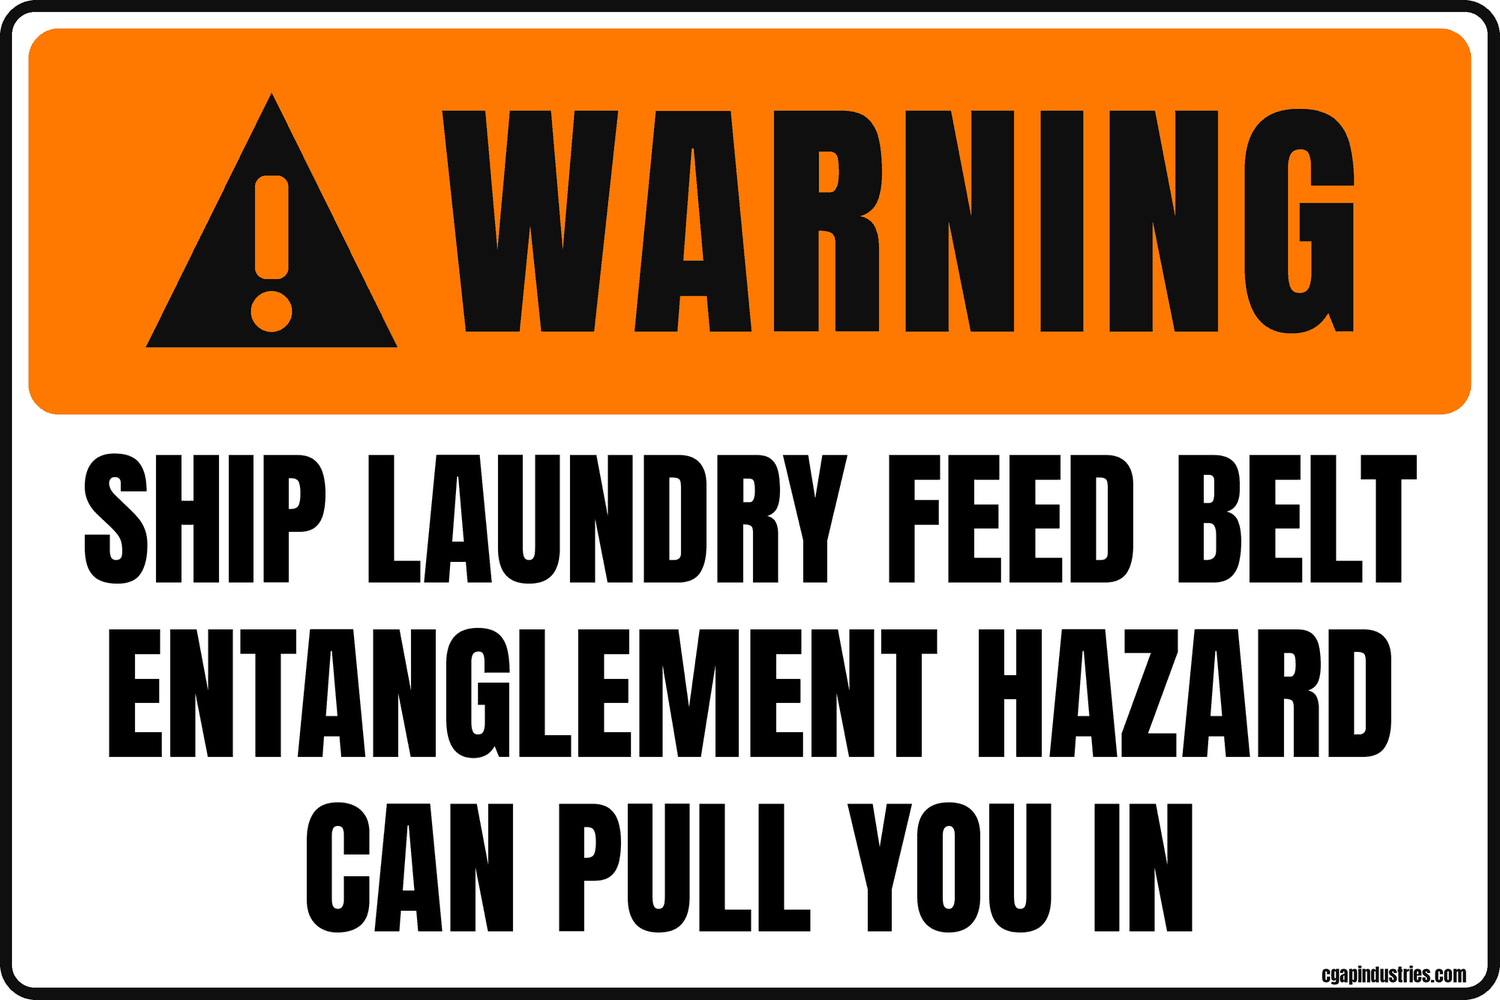 WARNING
SHIP LAUNDRY FEED BELT
ENTANGLEMENT HAZARD
CAN PULL YOU IN
cgapindustries.com